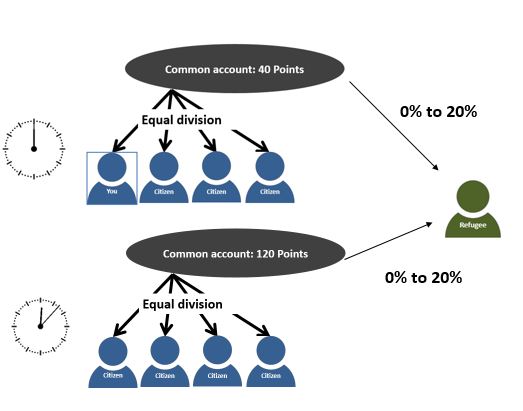 Common account: 40 Points
0% to 20%
Equal division
You
Citizen
Citizen
Citizen
Refugee
Common account: 120 Points
0% to 20%
Equal division
Citizen
Citizen
Citizen
Citizen